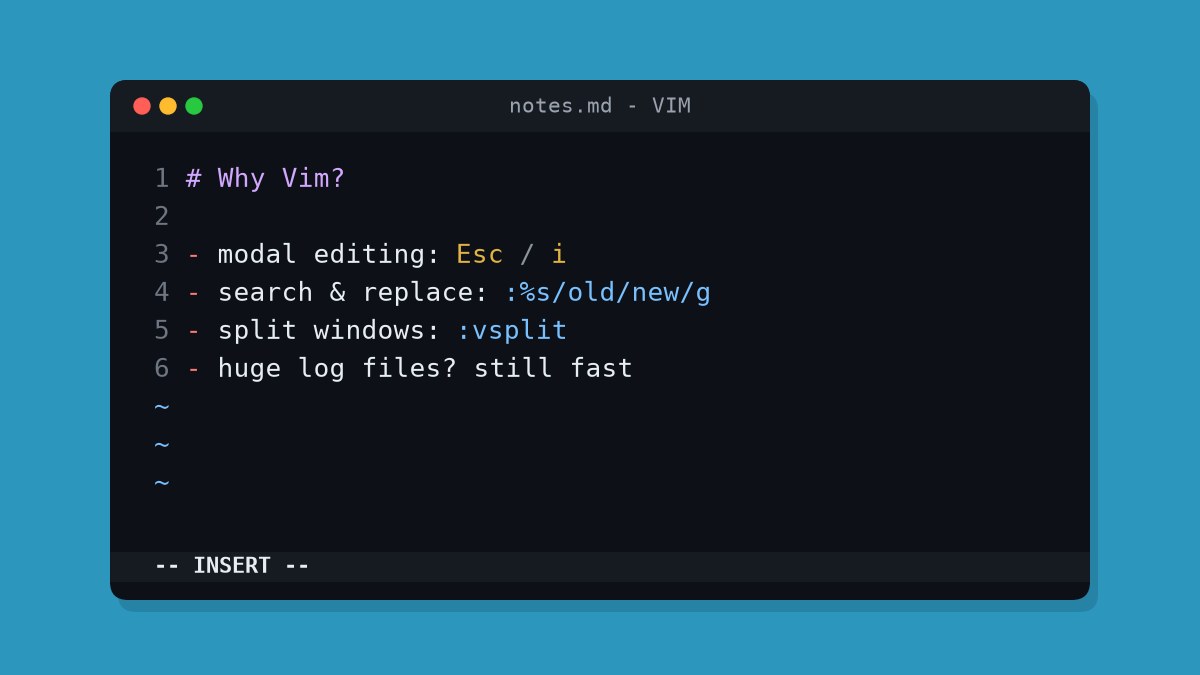 notes.md - VIM
1 # Why Vim?
2
3 - modal editing: Esc / i
4 - search & replace: :%s/old/new/g
5 - split windows: :vsplit
6 - huge log files? still fast
~
~
~
-- INSERT --